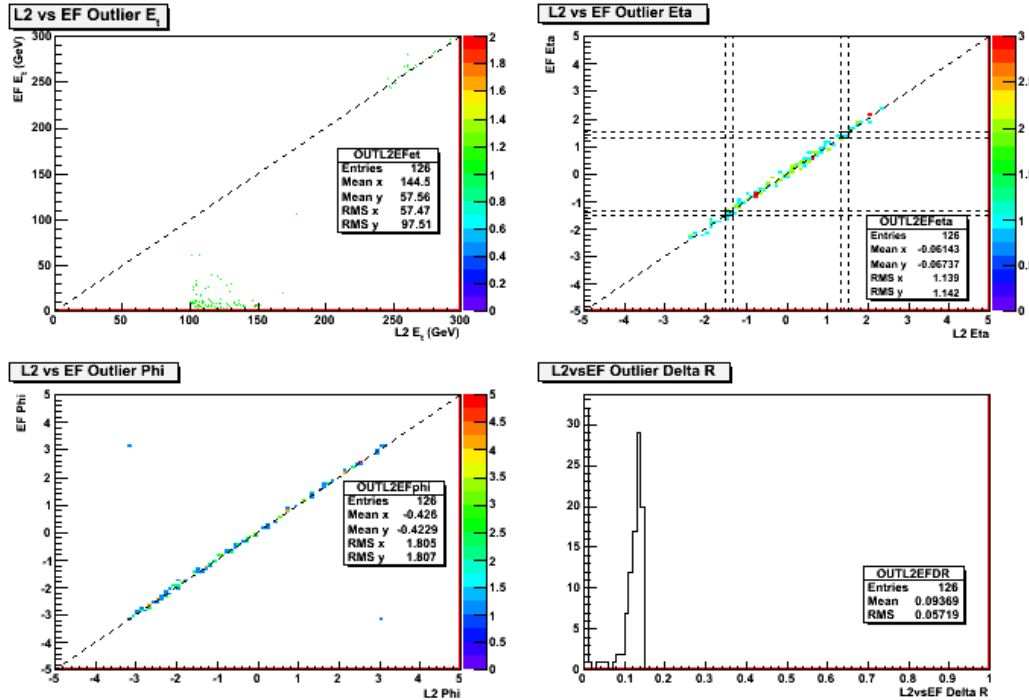 L2 vs EF Outlier E_t
EF E_t (GeV)
300
250
200
150
100
50
0
0 50 100 150 200 250 300
L2 E_t (GeV)
2
1.8
1.6
1.4
1.2
1
0.8
0.6
0.4
0.2
0
OUTL2EFet
Entries 126
Mean x 144.5
Mean y 57.56
RMS x 57.47
RMS y 97.51
L2 vs EF Outlier Eta
EF Eta
5
4
3
2
1
0
-1
-2
-3
-4
-5
-5 -4 -3 -2 -1 0 1 2 3 4 5
L2 Eta
3
2.5
2
1.5
1
0.5
0
OUTL2EFeta
Entries 126
Mean x -0.06143
Mean y -0.06737
RMS x 1.139
RMS y 1.142
L2 vs EF Outlier Phi
EF Phi
5
4
3
2
1
0
-1
-2
-3
-4
-5
-5 -4 -3 -2 -1 0 1 2 3 4 5
L2 Phi
5
4.5
4
3.5
3
2.5
2
1.5
1
0.5
0
OUTL2EFphi
Entries 126
Mean x -0.426
Mean y -0.4229
RMS x 1.805
RMS y 1.807
L2vsEF Outlier Delta R
30
25
20
15
10
5
0
0 0.1 0.2 0.3 0.4 0.5 0.6 0.7 0.8 0.9 1
L2vsEF Delta R
OUTL2EFDR
Entries 126
Mean 0.09369
RMS 0.05719